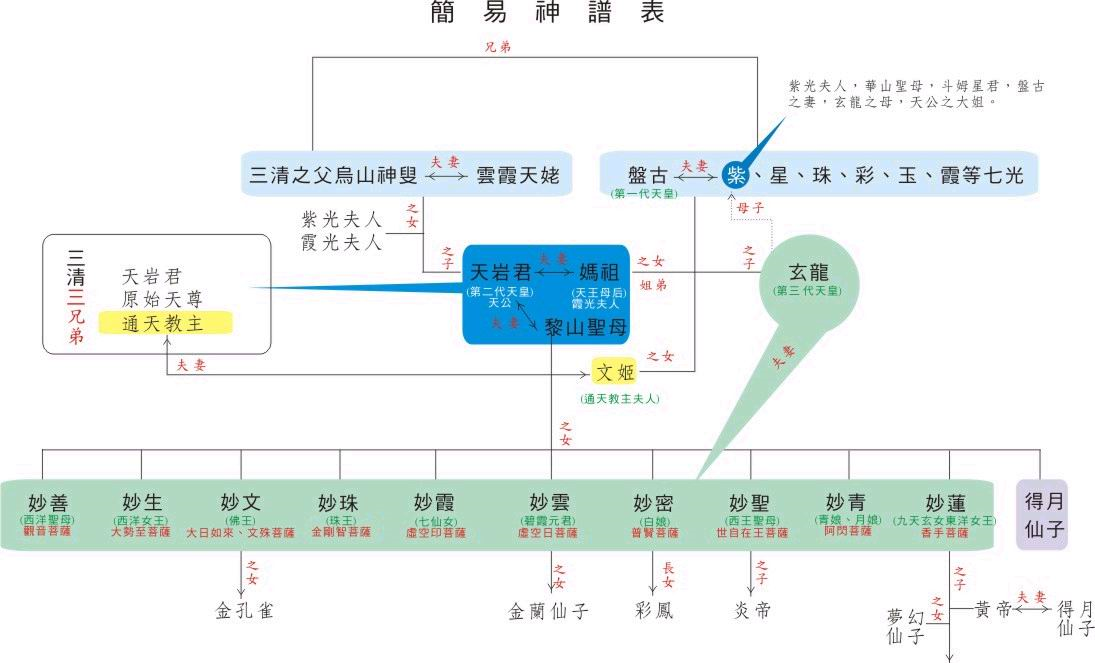 簡易神譜表
兄弟
紫光夫人，華山聖母，斗姆星君，盤古
之妻，玄龍之母，天公之大姐。
三清之父烏山神叟
夫妻
雲霞天姥
盤古
(第一代天皇)
夫妻
紫、星、珠、彩、玉、霞等七光
母子
紫光夫人
霞光夫人
之女
之子
三清三兄弟
天岩君
原始天尊
通天教主
天岩君
(第二代天皇)
天公
夫妻
媽祖
(天王母后)
霞光夫人
夫妻
黎山聖母
之女
姐弟
之子
玄龍
(第三代天皇)
夫妻
夫妻
文姬
(通天教主夫人)
之女
之女
妙善
(西洋聖母)
觀音菩薩
妙生
(西洋女王)
大勢至菩薩
妙文
(佛王)
大日如來、文殊菩薩
妙珠
(珠王)
金剛智菩薩
妙霞
(七仙女)
虛空印菩薩
妙雲
(碧霞元君)
虛空日菩薩
妙密
(白娘)
普賢菩薩
妙聖
(西王聖母)
世自在王菩薩
妙青
(青娘、月娘)
阿閃菩薩
妙蓮
(九天玄女東洋女王)
香手菩薩
得月
仙子
之女
金孔雀
之女
金蘭仙子
長女
彩鳳
之子
炎帝
之子
之女
夢幻
仙子
黃帝
夫妻
得月
仙子